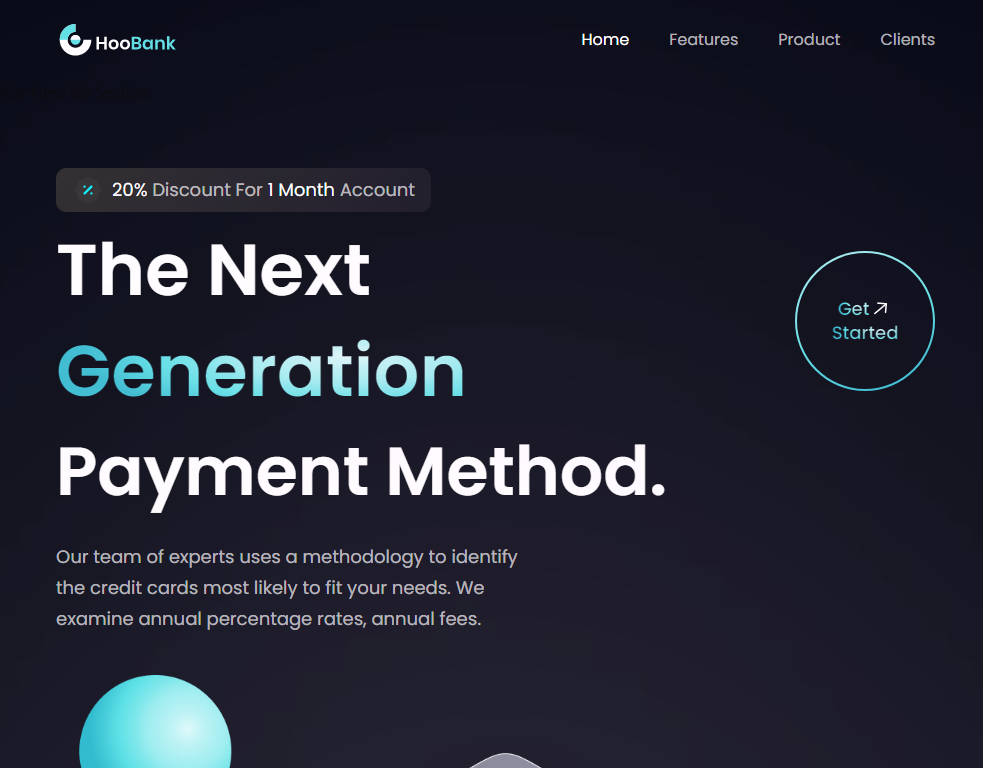 HooBank
Home Features Product Clients
20% Discount For 1 Month Account
The Next
Generation
Payment Method.
Get
Started
Our team of experts uses a methodology to identify
the credit cards most likely to fit your needs. We
examine annual percentage rates, annual fees.